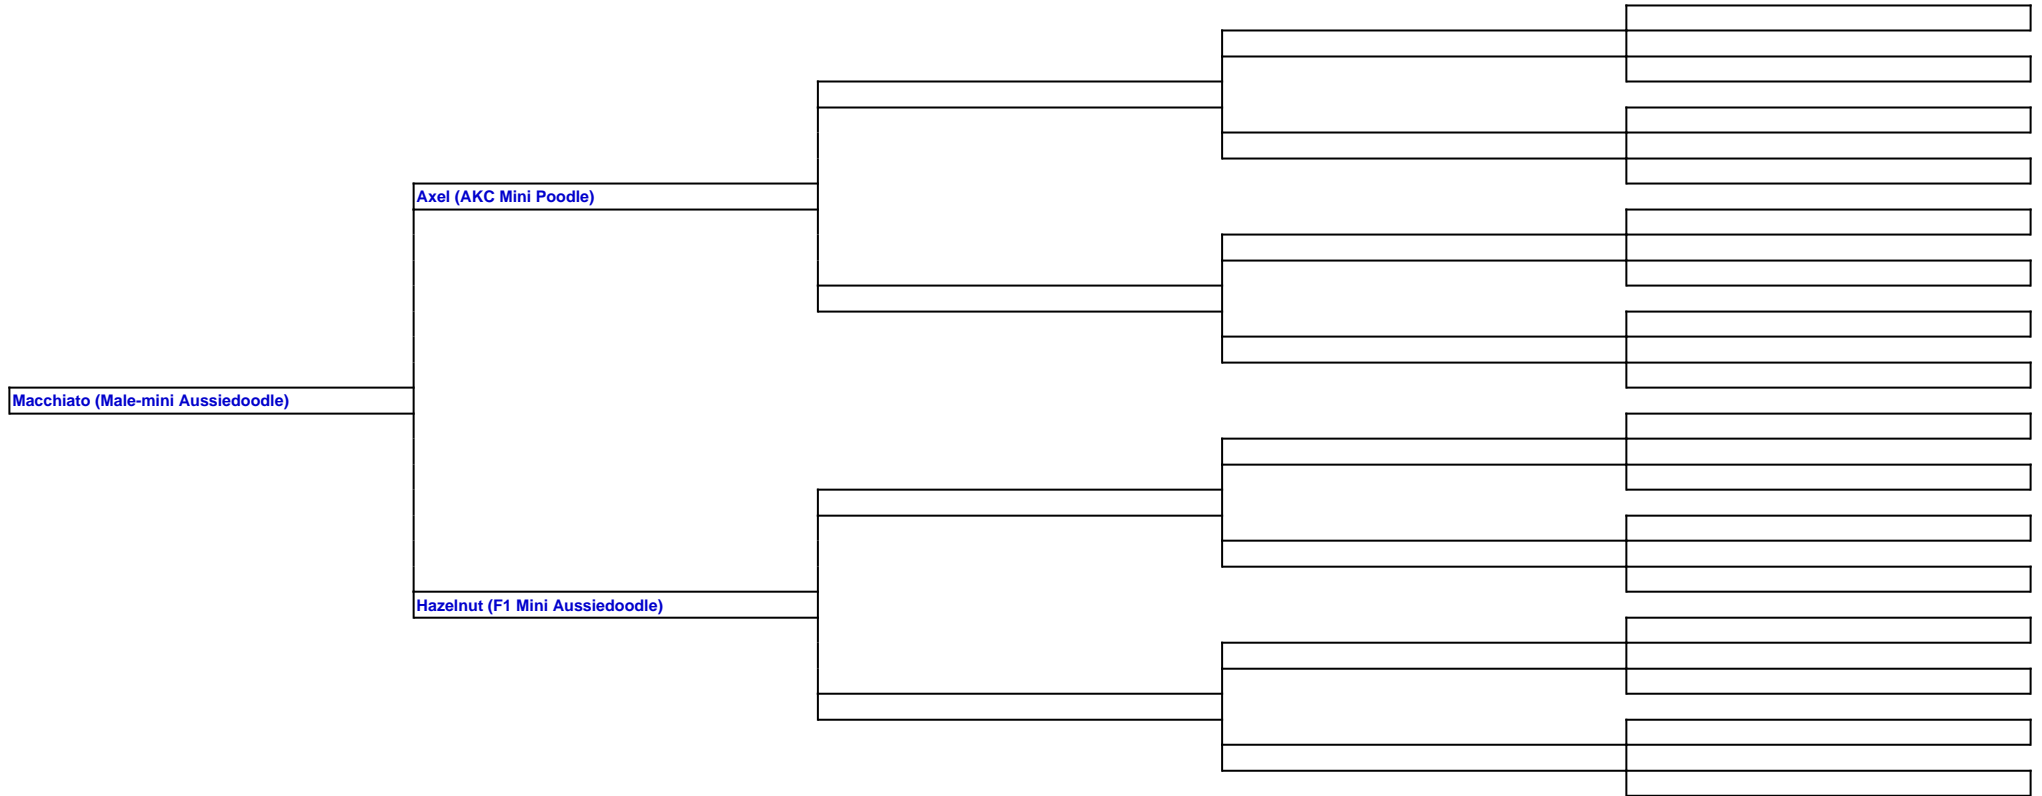 Axel (AKC Mini Poodle)
Macchiato (Male-mini Aussiedoodle)
Hazelnut (F1 Mini Aussiedoodle)